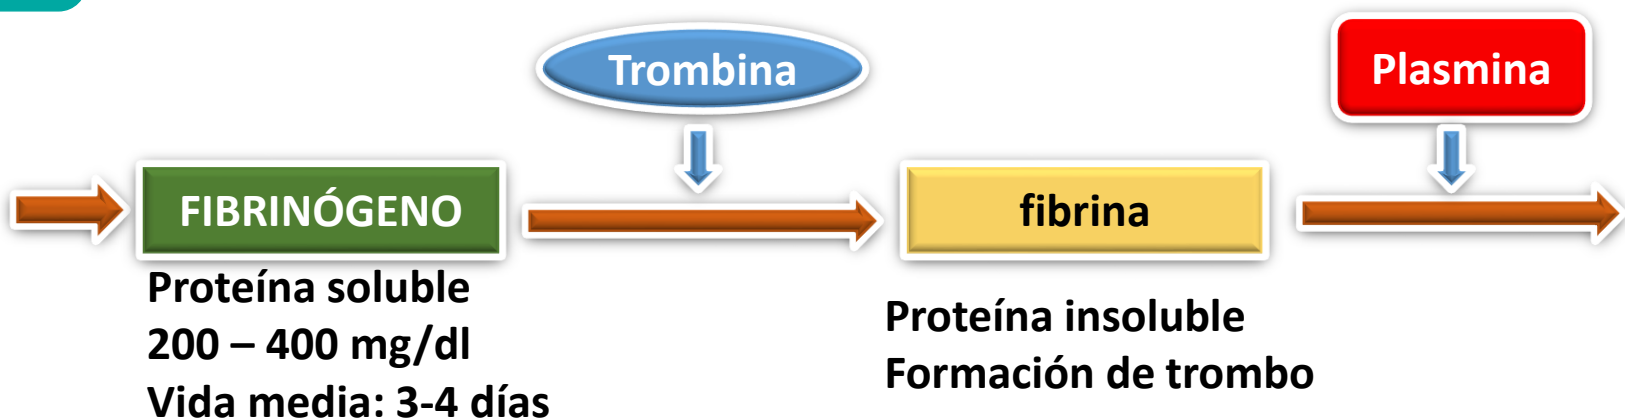 Trombina
Plasmina
FIBRINÓGENO
fibrina
Proteína soluble
200 – 400 mg/dl
Vida media: 3-4 días
Proteína insoluble
Formación de trombo